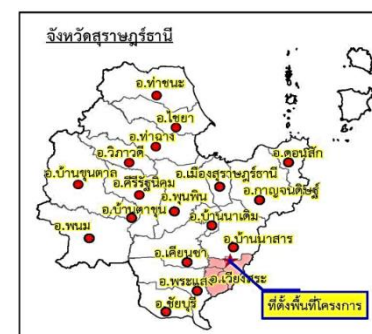 จังหวัดสุราษฎร์ธานี
อ.ท่าชนะ
อ.ไชยา
อ.ท่าฉาง
อ.วิภาวดี
อ.ดอนสัก
อ.บ้านขุนตาล
อ.คีรีรัฐนิคม
อ.เมืองสุราษฎร์ธานี
อ.กาญจนดิษฐ์
อ.พุนพิน
อ.บ้านตาขุน
อ.บ้านนาเดิม
อ.พนม
อ.บ้านนาสาร
อ.เคียนซา
อ.พระแสง
อ.เวียงสระ
อ.ชัยบุรี
ที่ตั้งพื้นที่โครงการ